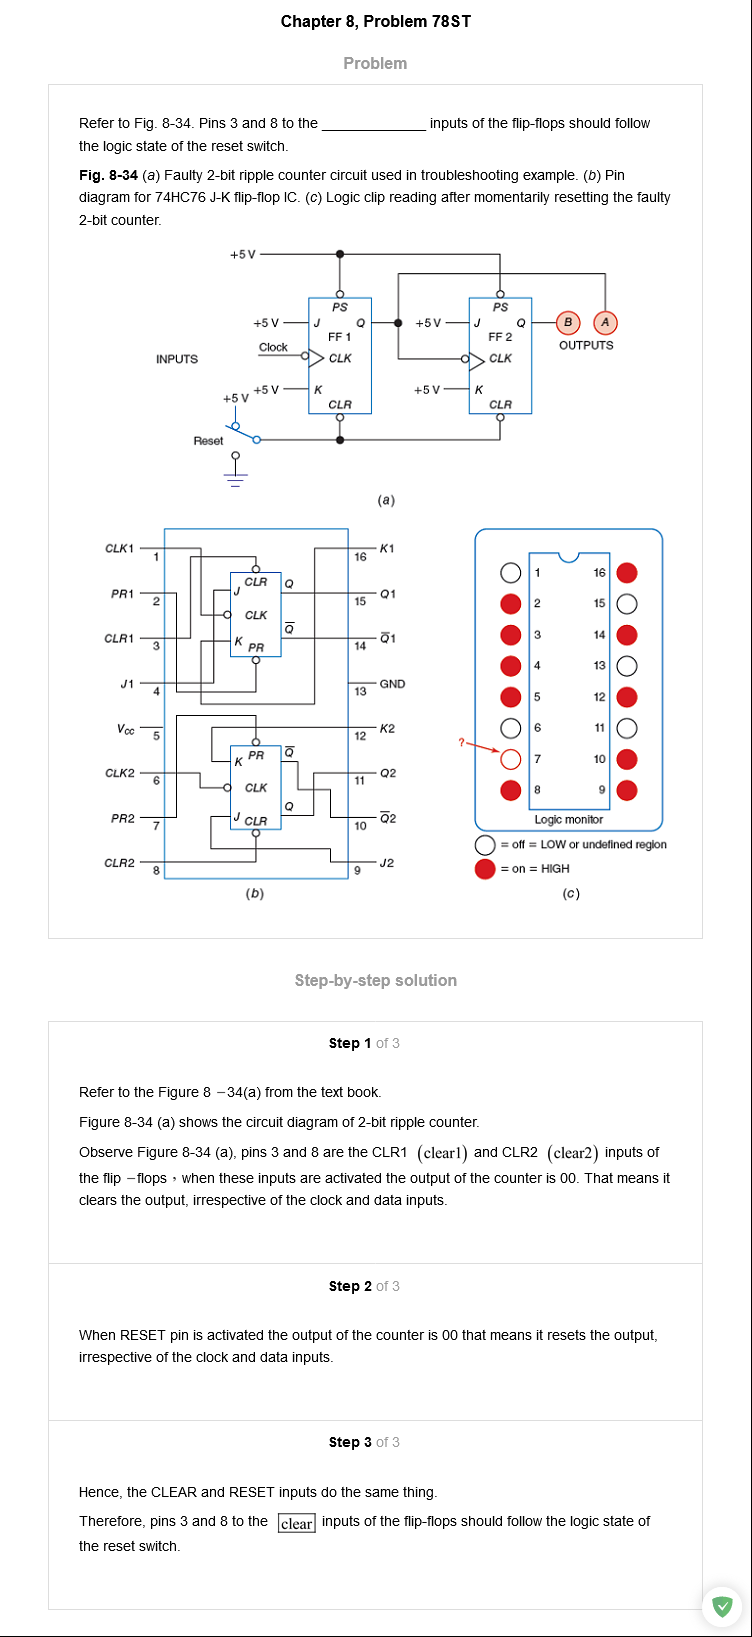 Chapter 8, Problem 78ST
Problem
Refer to Fig. 8-34. Pins 3 and 8 to the ______________ inputs of the flip-flops should follow
the logic state of the reset switch.
Fig. 8-34 (a) Faulty 2-bit ripple counter circuit used in troubleshooting example. (b) Pin
diagram for 74HC76 J-K flip-flop IC. (c) Logic clip reading after momentarily resetting the faulty
2-bit counter.
+5 V
PS PS
+5 V J Q +5 V J Q B A
FF 1 FF 2 OUTPUTS
Clock
INPUTS CLK CLK
+5 V K +5 V K
+5 V
CLR CLR
Reset
(a)
CLK1 1 16 K1
PR1 2 15 Q1
CLR1 3 14 Q̅1
J1 4 13 GND
Vcc 5 12 K2
CLK2 6 11 Q2
PR2 7 10 Q̅2
CLR2 8 9 J2
CLR Q
J
CLK
Q̅
K
PR
PR Q̅
K
CLK
Q
J
CLR
(b)
1 16
2 15
3 14
4 13
5 12
6 11
? 7 10
8 9
Logic monitor
= off = LOW or undefined region
= on = HIGH
(c)
Step-by-step solution
Step 1 of 3
Refer to the Figure 8 −34(a) from the text book.
Figure 8-34 (a) shows the circuit diagram of 2-bit ripple counter.
Observe Figure 8-34 (a), pins 3 and 8 are the CLR1 (clear1) and CLR2 (clear2) inputs of
the flip −flops , when these inputs are activated the output of the counter is 00. That means it
clears the output, irrespective of the clock and data inputs.
Step 2 of 3
When RESET pin is activated the output of the counter is 00 that means it resets the output,
irrespective of the clock and data inputs.
Step 3 of 3
Hence, the CLEAR and RESET inputs do the same thing.
Therefore, pins 3 and 8 to the clear inputs of the flip-flops should follow the logic state of
the reset switch.